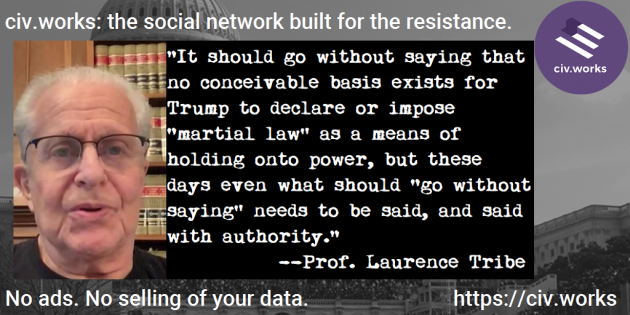 civ.works: the social network built for the resistance.
civ.works
"It should go without saying that
no conceivable basis exists for
Trump to declare or impose
"martial law" as a means of
holding onto power, but these
days even what should "go without
saying" needs to be said, and said
with authority."
--Prof. Laurence Tribe
No ads. No selling of your data.
https://civ.works